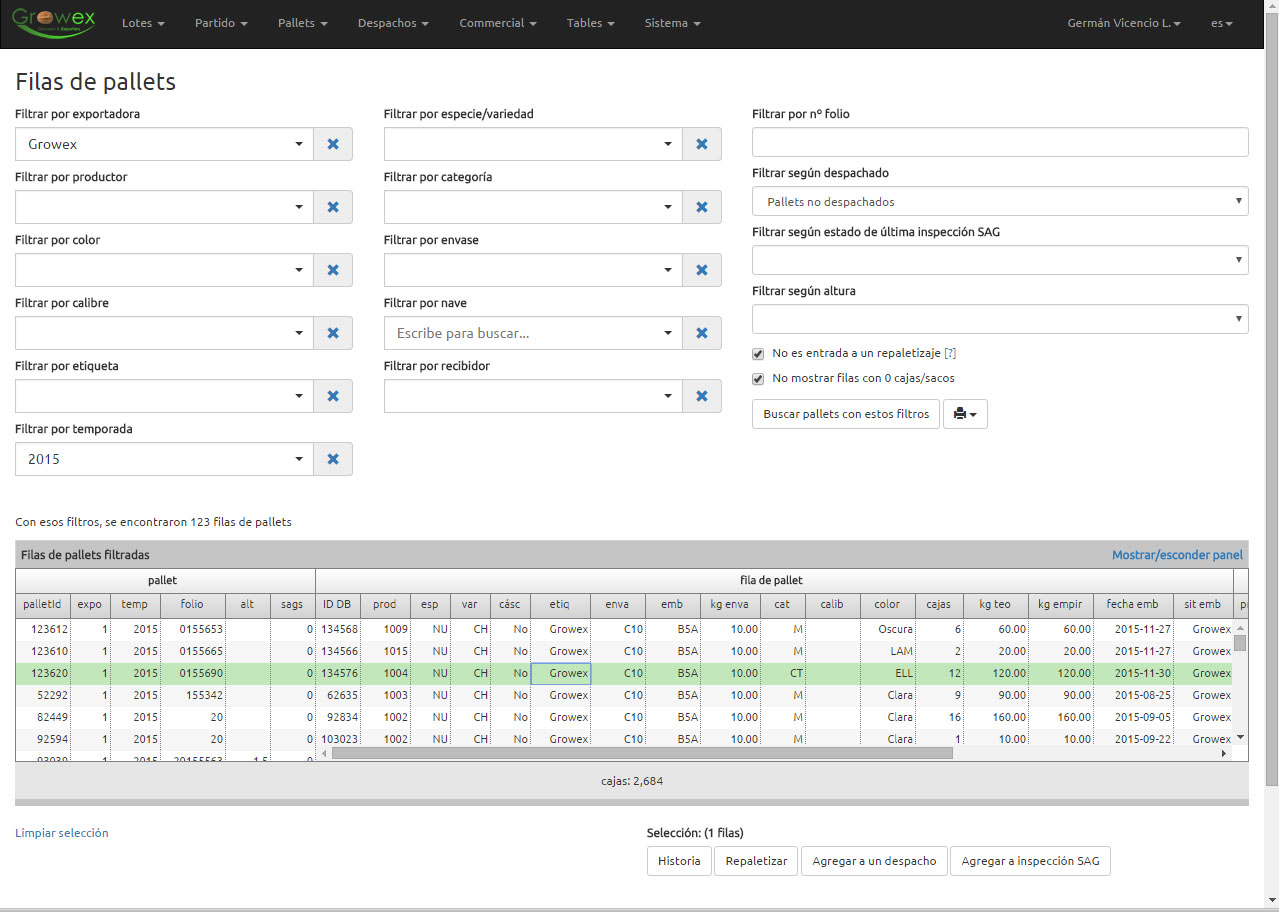 Growex
Lotes Partido Pallets Despachos Commercial Tables Sistema Germán Vicencio L. es
Filas de pallets
Filtrar por exportadora Filtrar por especie/variedad Filtrar por nº folio
Growex
Filtrar por productor Filtrar por categoría Filtrar según despachado
Pallets no despachados
Filtrar por color Filtrar por envase Filtrar según estado de última inspección SAG
Filtrar por calibre Filtrar por nave Filtrar según altura
Escribe para buscar...
Filtrar por etiqueta Filtrar por recibidor
No es entrada a un repaletizaje [?]
No mostrar filas con 0 cajas/sacos
Buscar pallets con estos filtros
Filtrar por temporada
2015
Con esos filtros, se encontraron 123 filas de pallets
Filas de pallets filtradas Mostrar/esconder panel
pallet fila de pallet
palletId expo temp folio alt sags ID DB prod esp var cásc etiq enva emb kg enva cat calib color cajas kg teo kg empir fecha emb sit emb
123612 1 2015 0155653 0 134568 1009 NU CH No Growex C10 B5A 10.00 M Oscura 6 60.00 60.00 2015-11-27 Growex
123610 1 2015 0155665 0 134566 1015 NU CH No Growex C10 B5A 10.00 M LAM 2 20.00 20.00 2015-11-27 Growex
123620 1 2015 0155690 0 134576 1004 NU CH No Growex C10 B5A 10.00 CT ELL 12 120.00 120.00 2015-11-30 Growex
52292 1 2015 155342 0 62635 1003 NU CH No Growex C10 B5A 10.00 M Clara 9 90.00 90.00 2015-08-25 Growex
82449 1 2015 20 0 92834 1002 NU CH No Growex C10 B5A 10.00 M Clara 16 160.00 160.00 2015-09-05 Growex
92594 1 2015 20 0 103023 1002 NU CH No Growex C10 B5A 10.00 M Clara 1 10.00 10.00 2015-09-22 Growex
cajas: 2,684
Limpiar selección Selección: (1 filas)
Historia Repaletizar Agregar a un despacho Agregar a inspección SAG